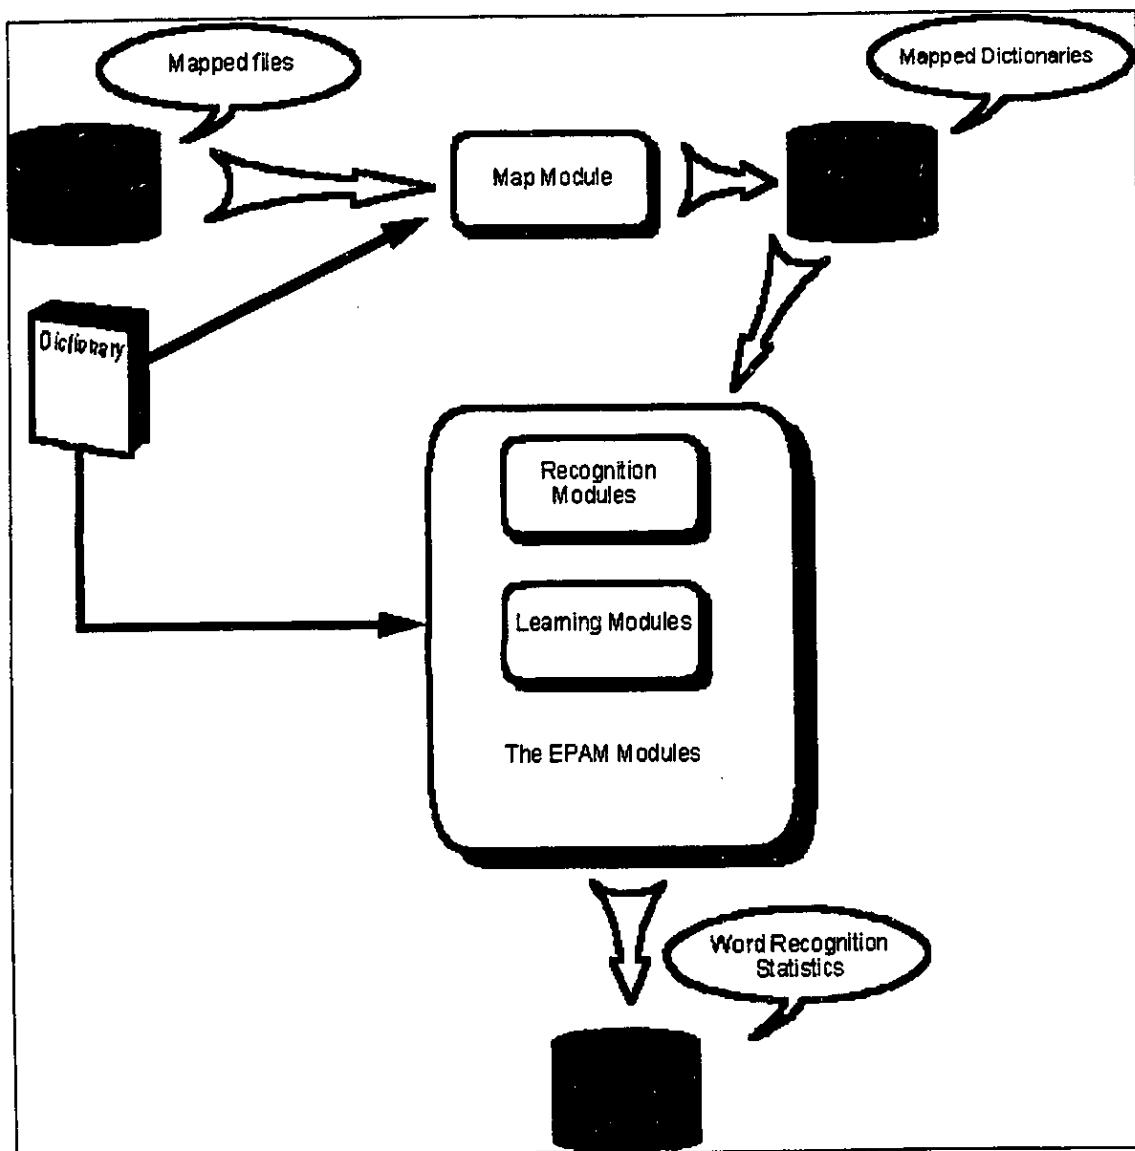 Mapped files
Mapped Dictionaries
Map Module
Dictionary
Recognition
Modules
Learning Modules
The EPAM Modules
Word Recognition
Statistics